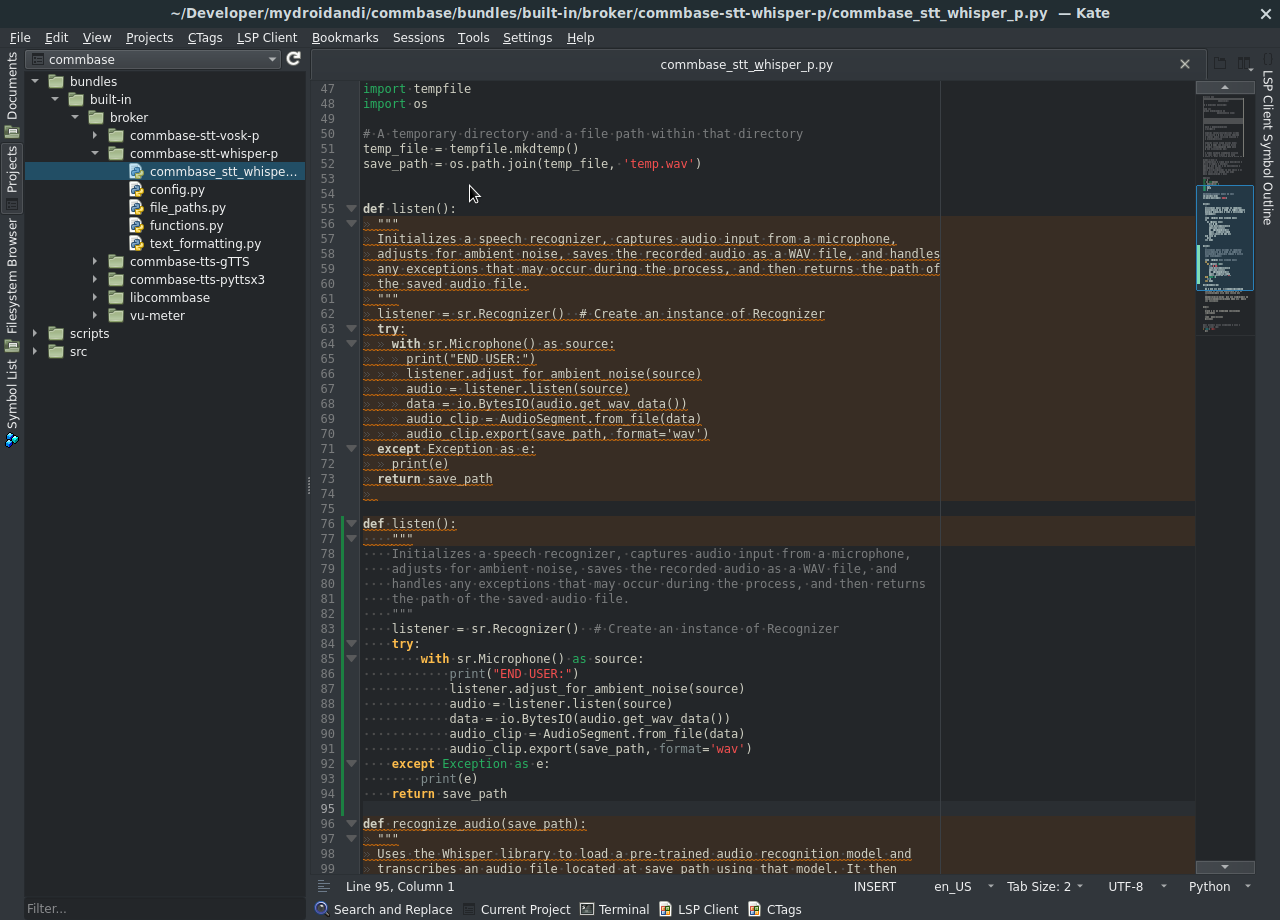 ~/Developer/mydroidandi/commbase/bundles/built-in/broker/commbase-stt-whisper-p/commbase_stt_whisper_p.py — Kate
File Edit View Projects CTags LSP Client Bookmarks Sessions Tools Settings Help
Documents
Projects
Filesystem Browser
Symbol List
commbase
bundles
built-in
broker
commbase-stt-vosk-p
commbase-stt-whisper-p
commbase_stt_whispe...
config.py
file_paths.py
functions.py
text_formatting.py
commbase-tts-gTTS
commbase-tts-pyttsx3
libcommbase
vu-meter
scripts
src
Filter...
commbase_stt_whisper_p.py
47 import tempfile
48 import os
49
50 # A temporary directory and a file path within that directory
51 temp_file = tempfile.mkdtemp()
52 save_path = os.path.join(temp_file, 'temp.wav')
53
54
55 def listen():
56 """
57 Initializes a speech recognizer, captures audio input from a microphone,
58 adjusts for ambient noise, saves the recorded audio as a WAV file, and handles
59 any exceptions that may occur during the process, and then returns the path of
60 the saved audio file.
61 """
62 listener = sr.Recognizer()  # Create an instance of Recognizer
63 try:
64 with sr.Microphone() as source:
65 print("END USER:")
66 listener.adjust_for_ambient_noise(source)
67 audio = listener.listen(source)
68 data = io.BytesIO(audio.get_wav_data())
69 audio_clip = AudioSegment.from_file(data)
70 audio_clip.export(save_path, format='wav')
71 except Exception as e:
72 print(e)
73 return save_path
74
75
76 def listen():
77 """
78 Initializes a speech recognizer, captures audio input from a microphone,
79 adjusts for ambient noise, saves the recorded audio as a WAV file, and
80 handles any exceptions that may occur during the process, and then returns
81 the path of the saved audio file.
82 """
83 listener = sr.Recognizer()  # Create an instance of Recognizer
84 try:
85 with sr.Microphone() as source:
86 print("END USER:")
87 listener.adjust_for_ambient_noise(source)
88 audio = listener.listen(source)
89 data = io.BytesIO(audio.get_wav_data())
90 audio_clip = AudioSegment.from_file(data)
91 audio_clip.export(save_path, format='wav')
92 except Exception as e:
93 print(e)
94 return save_path
95
96 def recognize_audio(save_path):
97 """
98 Uses the Whisper library to load a pre-trained audio recognition model and
99 transcribes an audio file located at save path using that model. It then
LSP Client Symbol Outline
Line 95, Column 1 INSERT en_US Tab Size: 2 UTF-8 Python
Search and Replace Current Project Terminal LSP Client CTags